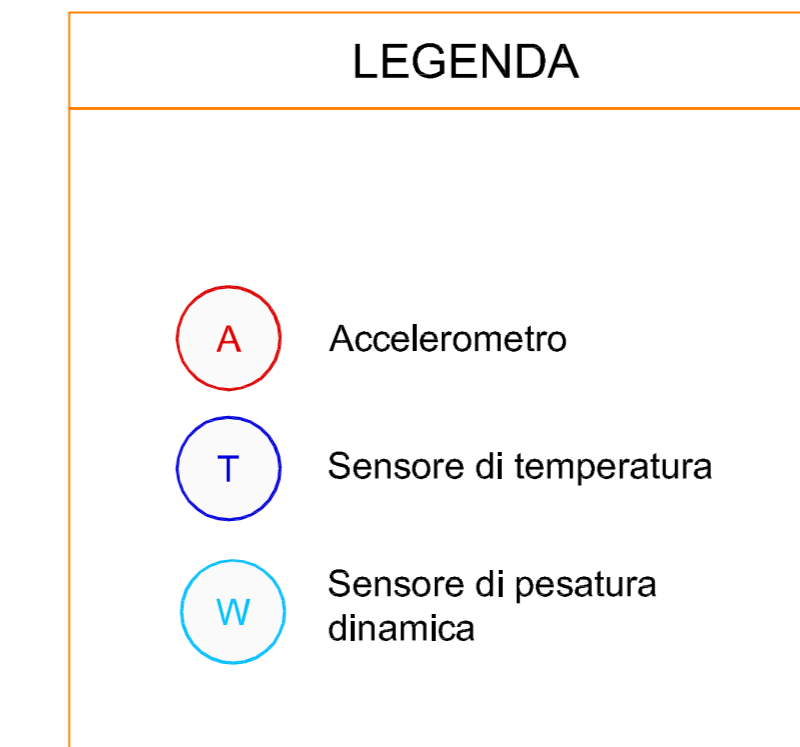 LEGENDA
A Accelerometro
T Sensore di temperatura
W Sensore di pesatura
dinamica